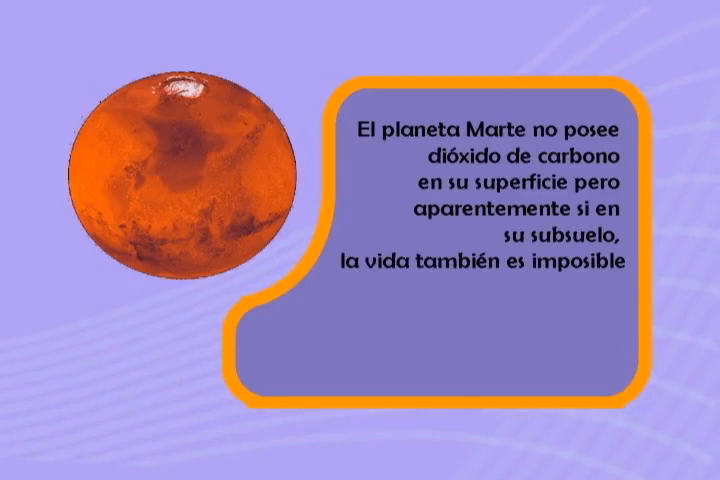 El planeta Marte no posee
dióxido de carbono
en su superficie pero
aparentemente si en
su subsuelo,
la vida también es imposible